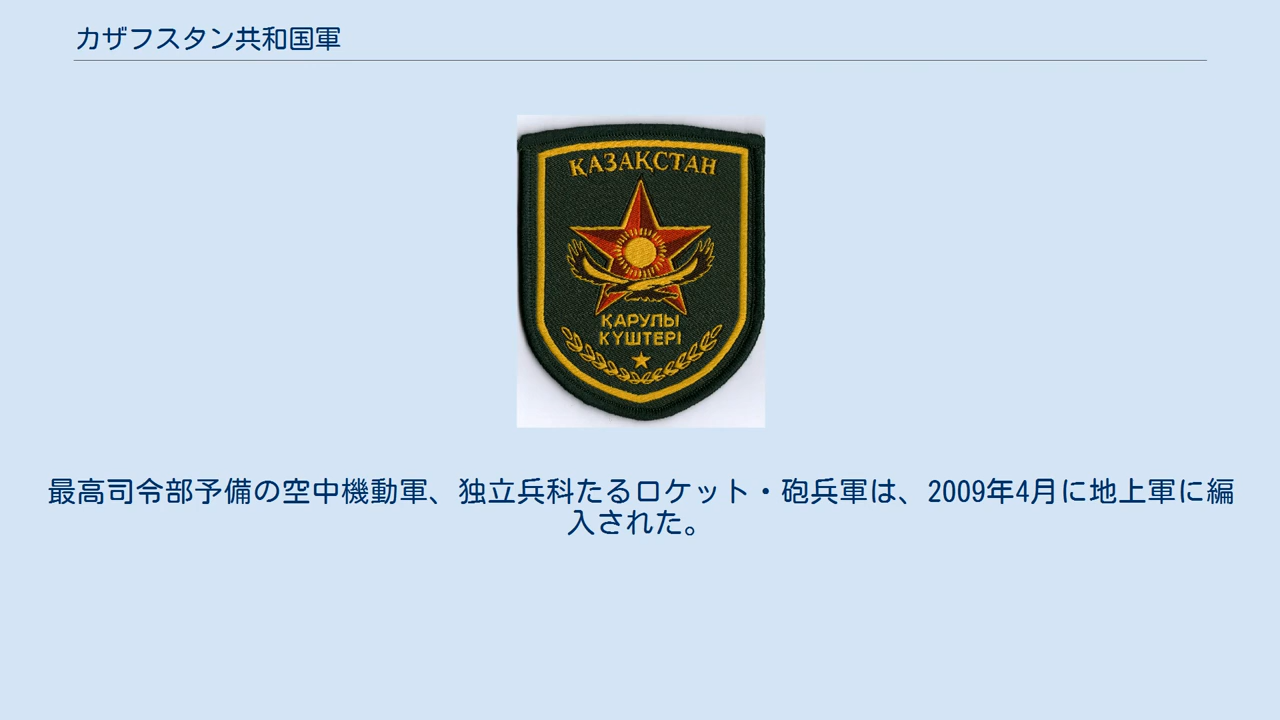 カザフスタン共和国軍
ҚАЗАҚСТАН
ҚАРУЛЫ
КҮШТЕРІ
最高司令部予備の空中機動軍、独立兵科たるロケット・砲兵軍は、2009年4月に地上軍に編
入された。